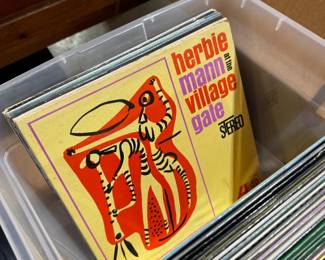 herbie
mann at the
village
gate
STEREO